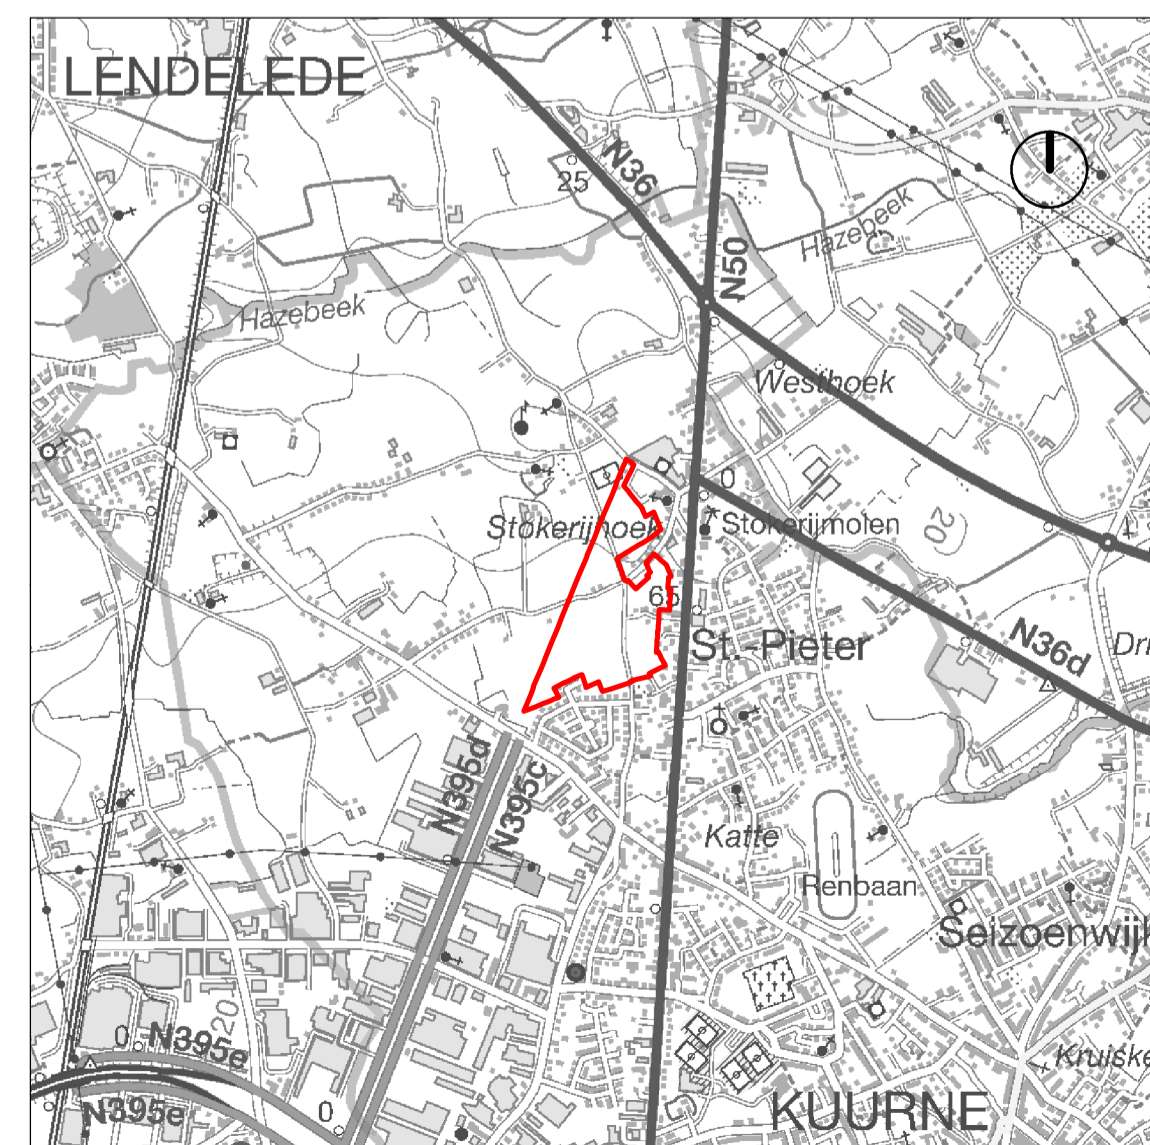 LENDELEDE
N36
25
Hazebeek
N50
Hazebeek
Westhoek
0
Stokerijhoek
Stokerijmolen
20
65
St.-Pieter
N36d
Dri
N395d
N395c
Katte
Renbaan
Seizoenwijk
20
0
N395e
N395e
0
Kruiske
KUURNE